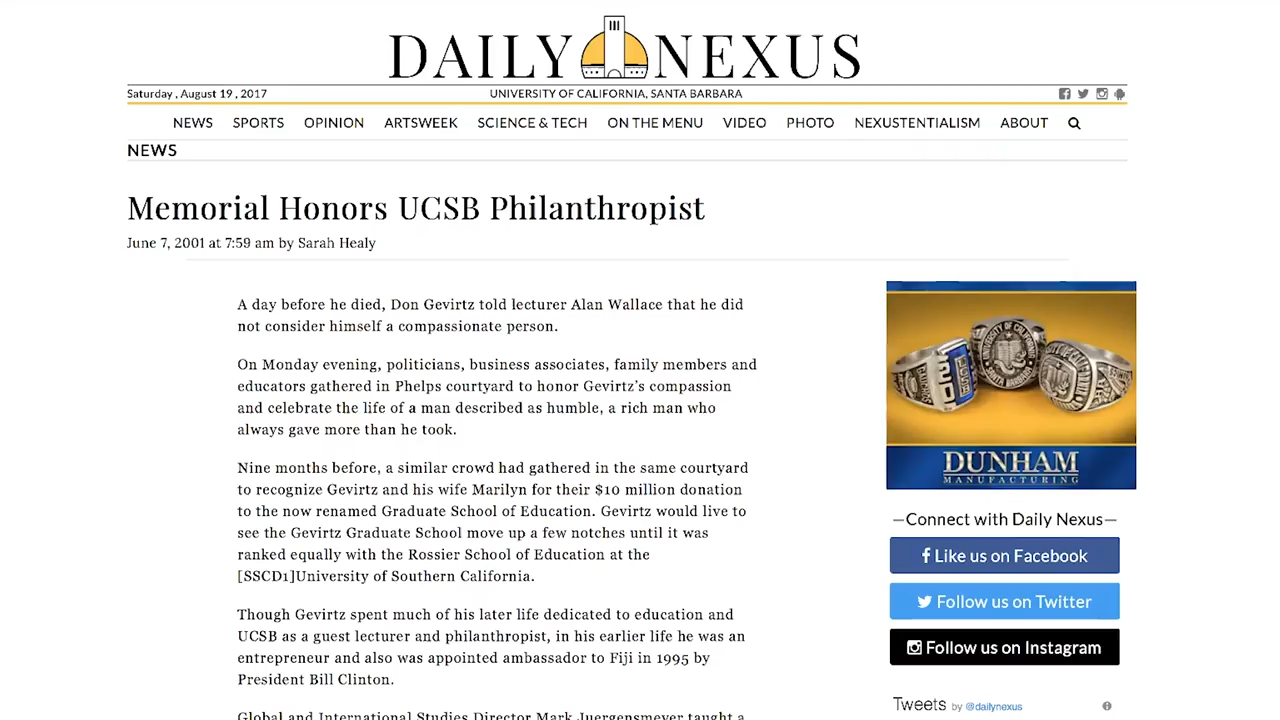 DAILY NEXUS
Saturday , August 19 , 2017
UNIVERSITY OF CALIFORNIA, SANTA BARBARA
NEWS SPORTS OPINION ARTSWEEK SCIENCE & TECH ON THE MENU VIDEO PHOTO NEXUSTENTIALISM ABOUT
NEWS
Memorial Honors UCSB Philanthropist
June 7, 2001 at 7:59 am by Sarah Healy
A day before he died, Don Gevirtz told lecturer Alan Wallace that he did
not consider himself a compassionate person.
On Monday evening, politicians, business associates, family members and
educators gathered in Phelps courtyard to honor Gevirtz’s compassion
and celebrate the life of a man described as humble, a rich man who
always gave more than he took.
Nine months before, a similar crowd had gathered in the same courtyard
to recognize Gevirtz and his wife Marilyn for their $10 million donation
to the now renamed Graduate School of Education. Gevirtz would live to
see the Gevirtz Graduate School move up a few notches until it was
ranked equally with the Rossier School of Education at the
[SSCD1]University of Southern California.
Though Gevirtz spent much of his later life dedicated to education and
UCSB as a guest lecturer and philanthropist, in his earlier life he was an
entrepreneur and also was appointed ambassador to Fiji in 1995 by
President Bill Clinton.
Global and International Studies Director Mark Juergensmeyer taught a
DUNHAM
MANUFACTURING
—Connect with Daily Nexus—
Like us on Facebook
Follow us on Twitter
Follow us on Instagram
Tweets by @dailynexus